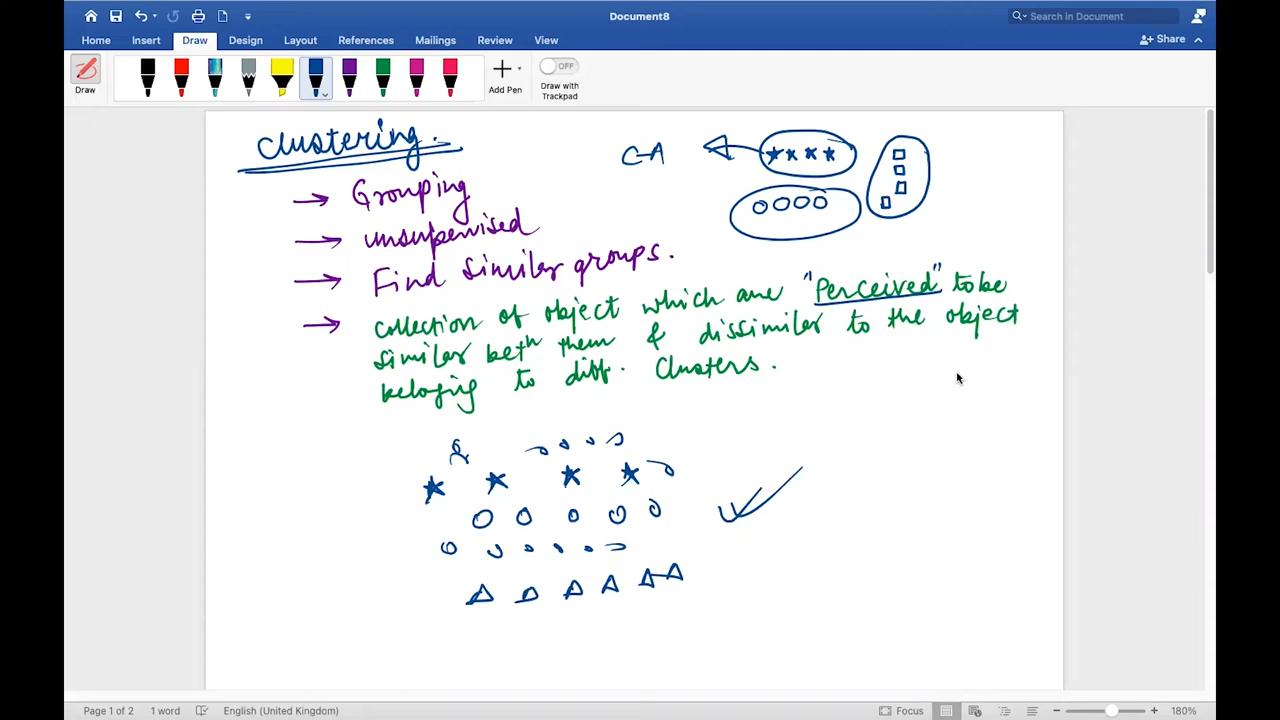 Document8
Search in Document
Home Insert Draw Design Layout References Mailings Review View
Share
Draw
Add Pen
OFF
Draw with
Trackpad
Clustering.
→ Grouping
→ unsupervised
→ Find Similar groups.
→ collection of object which are "Perceived" to be
similar betn them & dissimilar to the object
beloging to diff. Clusters.
CA
Page 1 of 2 1 word English (United Kingdom) Focus 180%